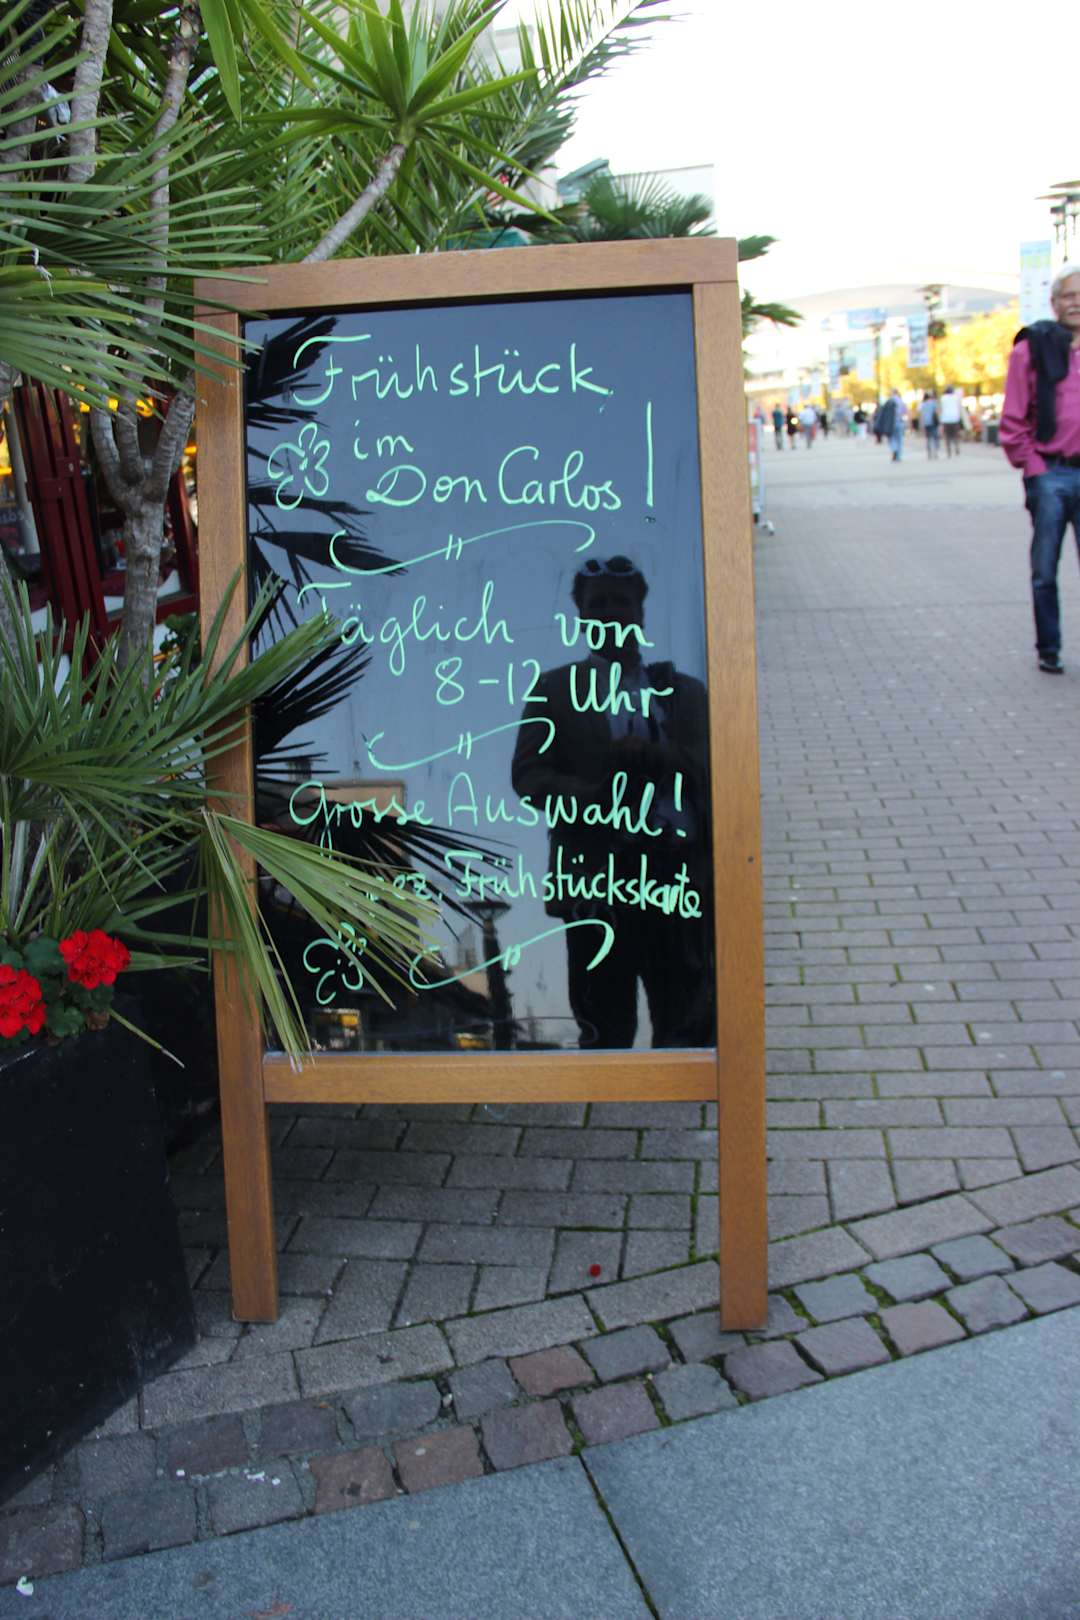 Frühstück
im
Don Carlos!
Täglich von
8-12 Uhr
Grosse Auswahl!
Frühstückskarte